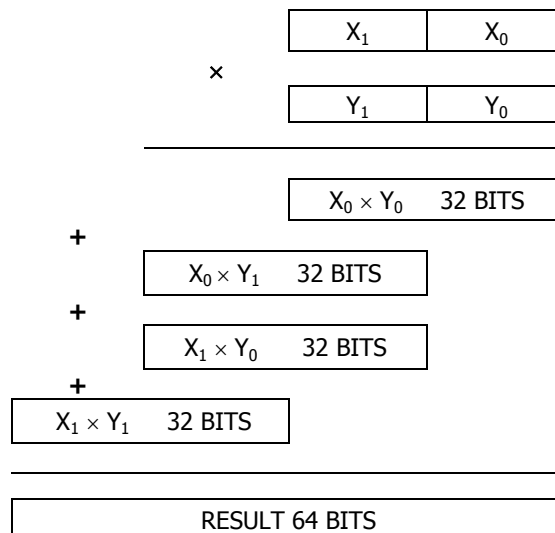 X₁ X₀
×
Y₁ Y₀
X₀ × Y₀ 32 BITS
+
X₀ × Y₁ 32 BITS
+
X₁ × Y₀ 32 BITS
+
X₁ × Y₁ 32 BITS
RESULT 64 BITS